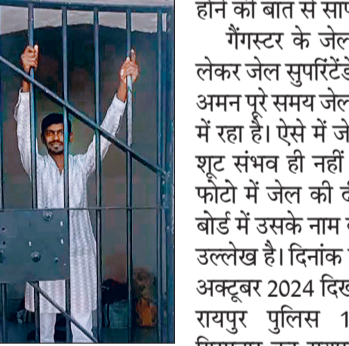 होने की बात से साफ
गैंगस्टर के जेल
लेकर जेल सुपरिंटेंडे
अमन पूरे समय जेल
में रहा है। ऐसे में जे
शूट संभव ही नहीं
फोटो में जेल की दी
बोर्ड में उसके नाम
उल्लेख है। दिनांक
अक्टूबर 2024 दिख
रायपुर पुलिस 1